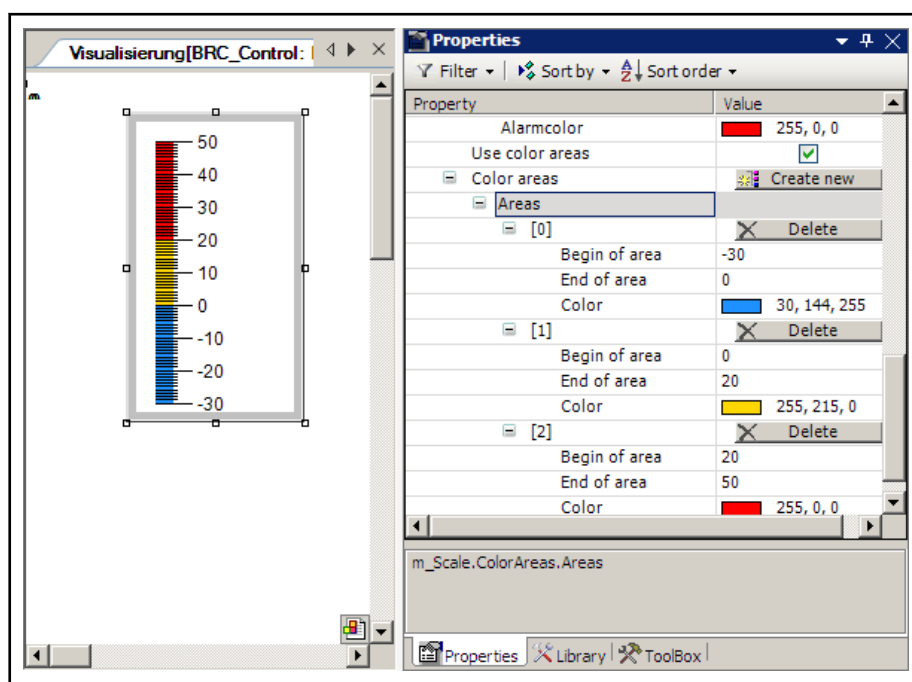 Visualisierung[BRC_Control:
50
40
30
20
10
0
-10
-20
-30
Properties
Filter Sort by Sort order
Property Value
Alarmcolor 255, 0, 0
Use color areas
Color areas Create new
Areas
[0] Delete
Begin of area -30
End of area 0
Color 30, 144, 255
[1] Delete
Begin of area 0
End of area 20
Color 255, 215, 0
[2] Delete
Begin of area 20
End of area 50
Color 255, 0, 0
m_Scale.ColorAreas.Areas
Properties Library ToolBox